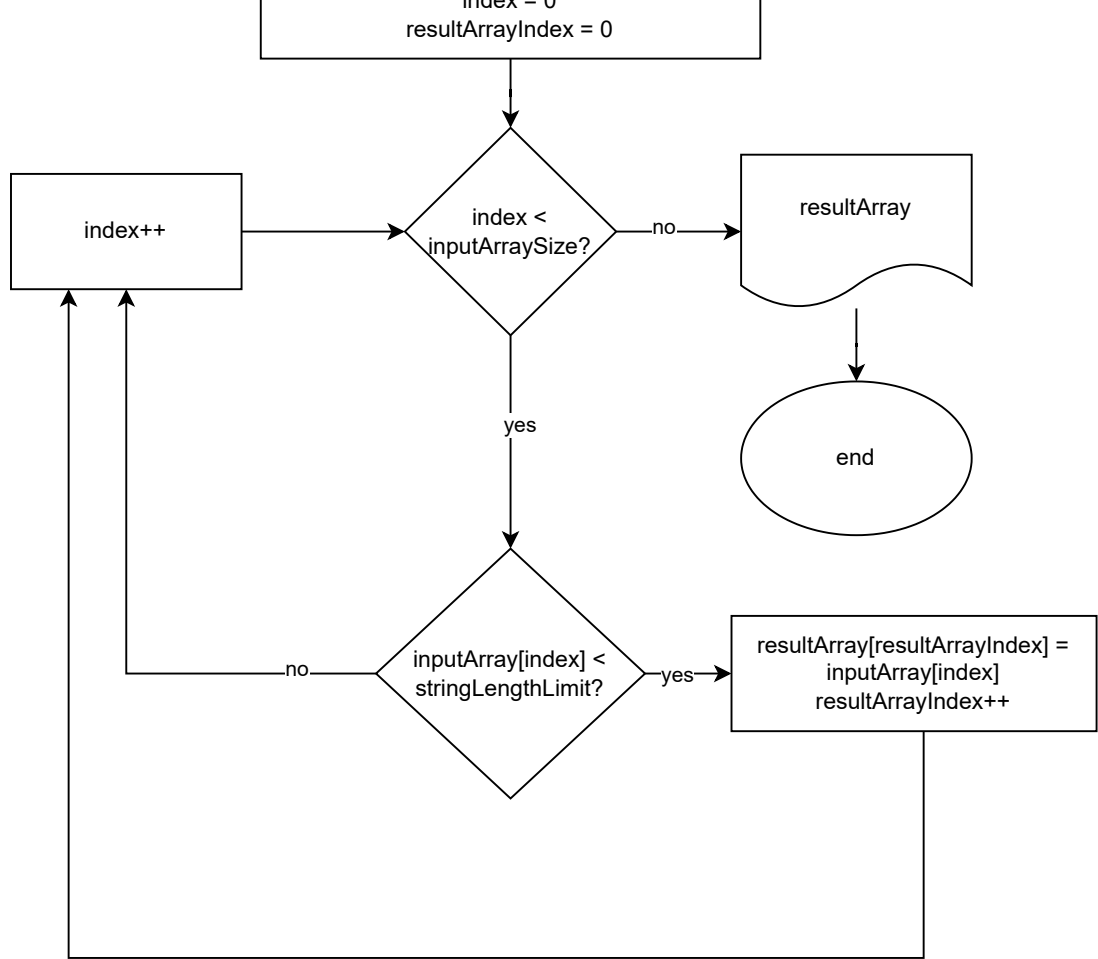 index = 0
resultArrayIndex = 0
index++
index <
inputArraySize?
no
resultArray
yes
end
inputArray[index] <
stringLengthLimit?
no
yes
resultArray[resultArrayIndex] =
inputArray[index]
resultArrayIndex++